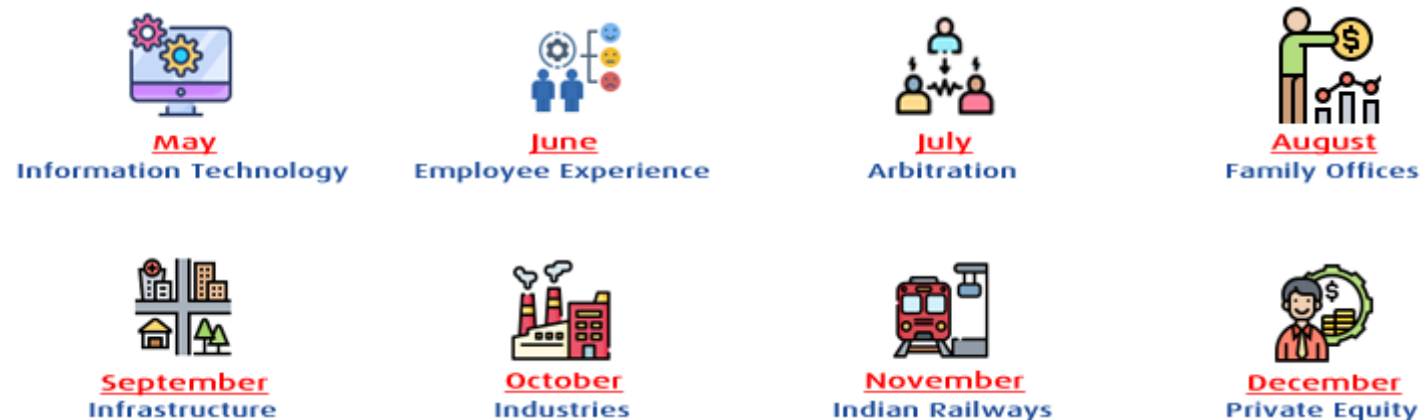 May
Information Technology
June
Employee Experience
July
Arbitration
$
August
Family Offices
September
Infrastructure
October
Industries
November
Indian Railways
$
December
Private Equity